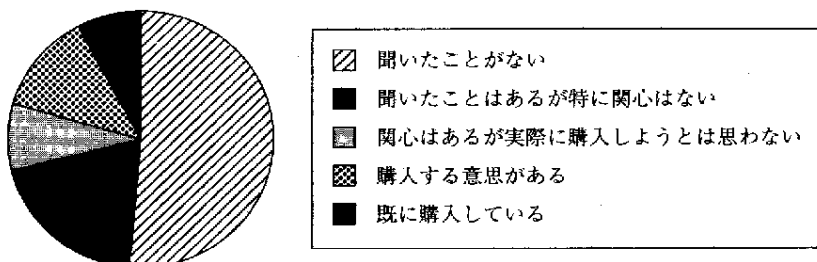 聞いたことがない
聞いたことはあるが特に関心はない
関心はあるが実際に購入しようとは思わない
購入する意思がある
既に購入している